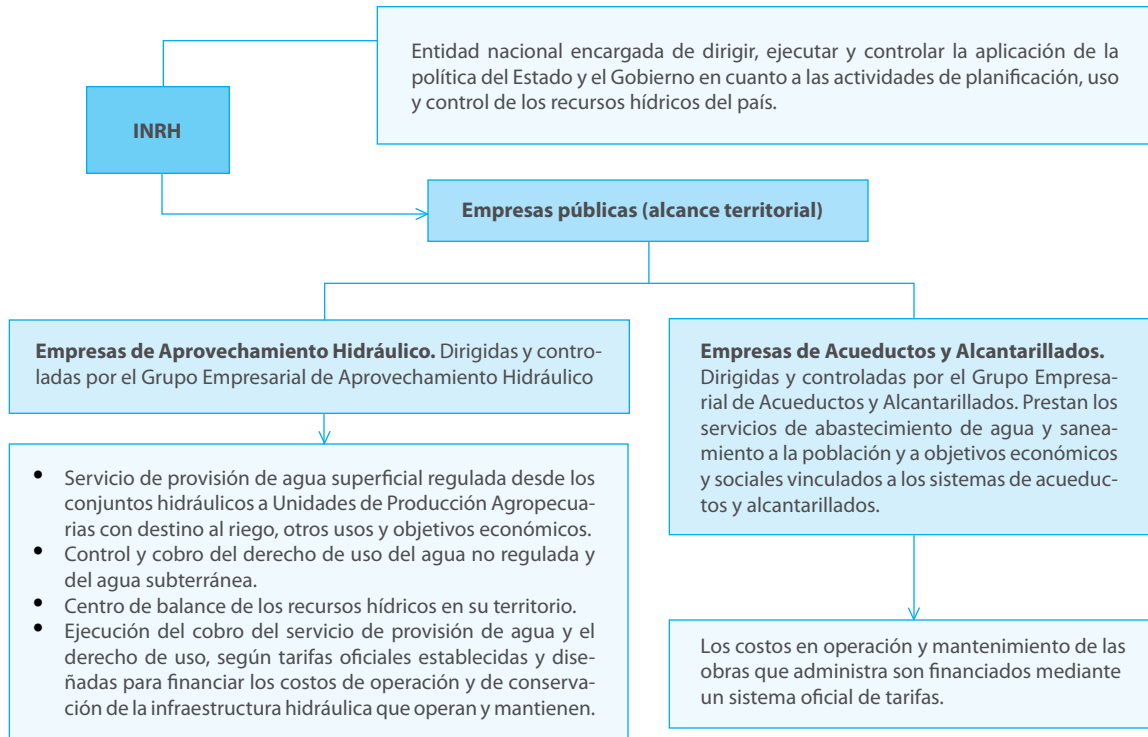 Entidad nacional encargada de dirigir, ejecutar y controlar la aplicación de la
política del Estado y el Gobierno en cuanto a las actividades de planificación, uso
y control de los recursos hídricos del país.
INRH
Empresas públicas (alcance territorial)
Empresas de Aprovechamiento Hidráulico. Dirigidas y contro-
ladas por el Grupo Empresarial de Aprovechamiento Hidráulico
• Servicio de provisión de agua superficial regulada desde los
conjuntos hidráulicos a Unidades de Producción Agropecua-
rias con destino al riego, otros usos y objetivos económicos.
• Control y cobro del derecho de uso del agua no regulada y
del agua subterránea.
• Centro de balance de los recursos hídricos en su territorio.
• Ejecución del cobro del servicio de provisión de agua y el
derecho de uso, según tarifas oficiales establecidas y dise-
ñadas para financiar los costos de operación y de conserva-
ción de la infraestructura hidráulica que operan y mantienen.
Empresas de Acueductos y Alcantarillados.
Dirigidas y controladas por el Grupo Empresa-
rial de Acueductos y Alcantarillados. Prestan los
servicios de abastecimiento de agua y sanea-
miento a la población y a objetivos económicos
y sociales vinculados a los sistemas de acueduc-
tos y alcantarillados.
Los costos en operación y mantenimiento de las
obras que administra son financiados mediante
un sistema oficial de tarifas.